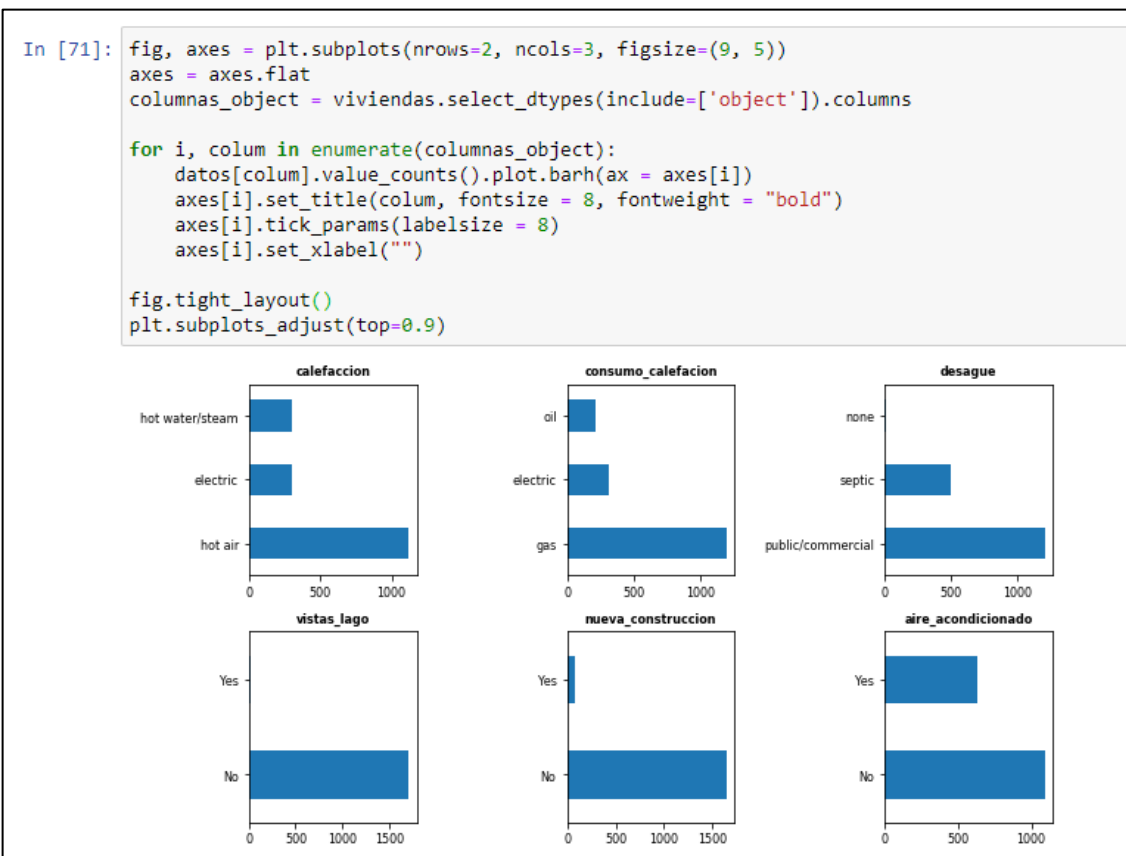 In [71]: fig, axes = plt.subplots(nrows=2, ncols=3, figsize=(9, 5))
axes = axes.flat
columnas_object = viviendas.select_dtypes(include=['object']).columns
for i, colum in enumerate(columnas_object):
    datos[colum].value_counts().plot.barh(ax = axes[i])
    axes[i].set_title(colum, fontsize = 8, fontweight = "bold")
    axes[i].tick_params(labelsize = 8)
    axes[i].set_xlabel("")
fig.tight_layout()
plt.subplots_adjust(top=0.9)
calefaccion
hot water/steam
electric
hot air
0 500 1000
consumo_calefacion
oil
electric
gas
0 500 1000
desague
none
septic
public/commercial
0 500 1000
vistas_lago
Yes
No
0 500 1000 1500
nueva_construccion
Yes
No
0 500 1000 1500
aire_acondicionado
Yes
No
0 500 1000